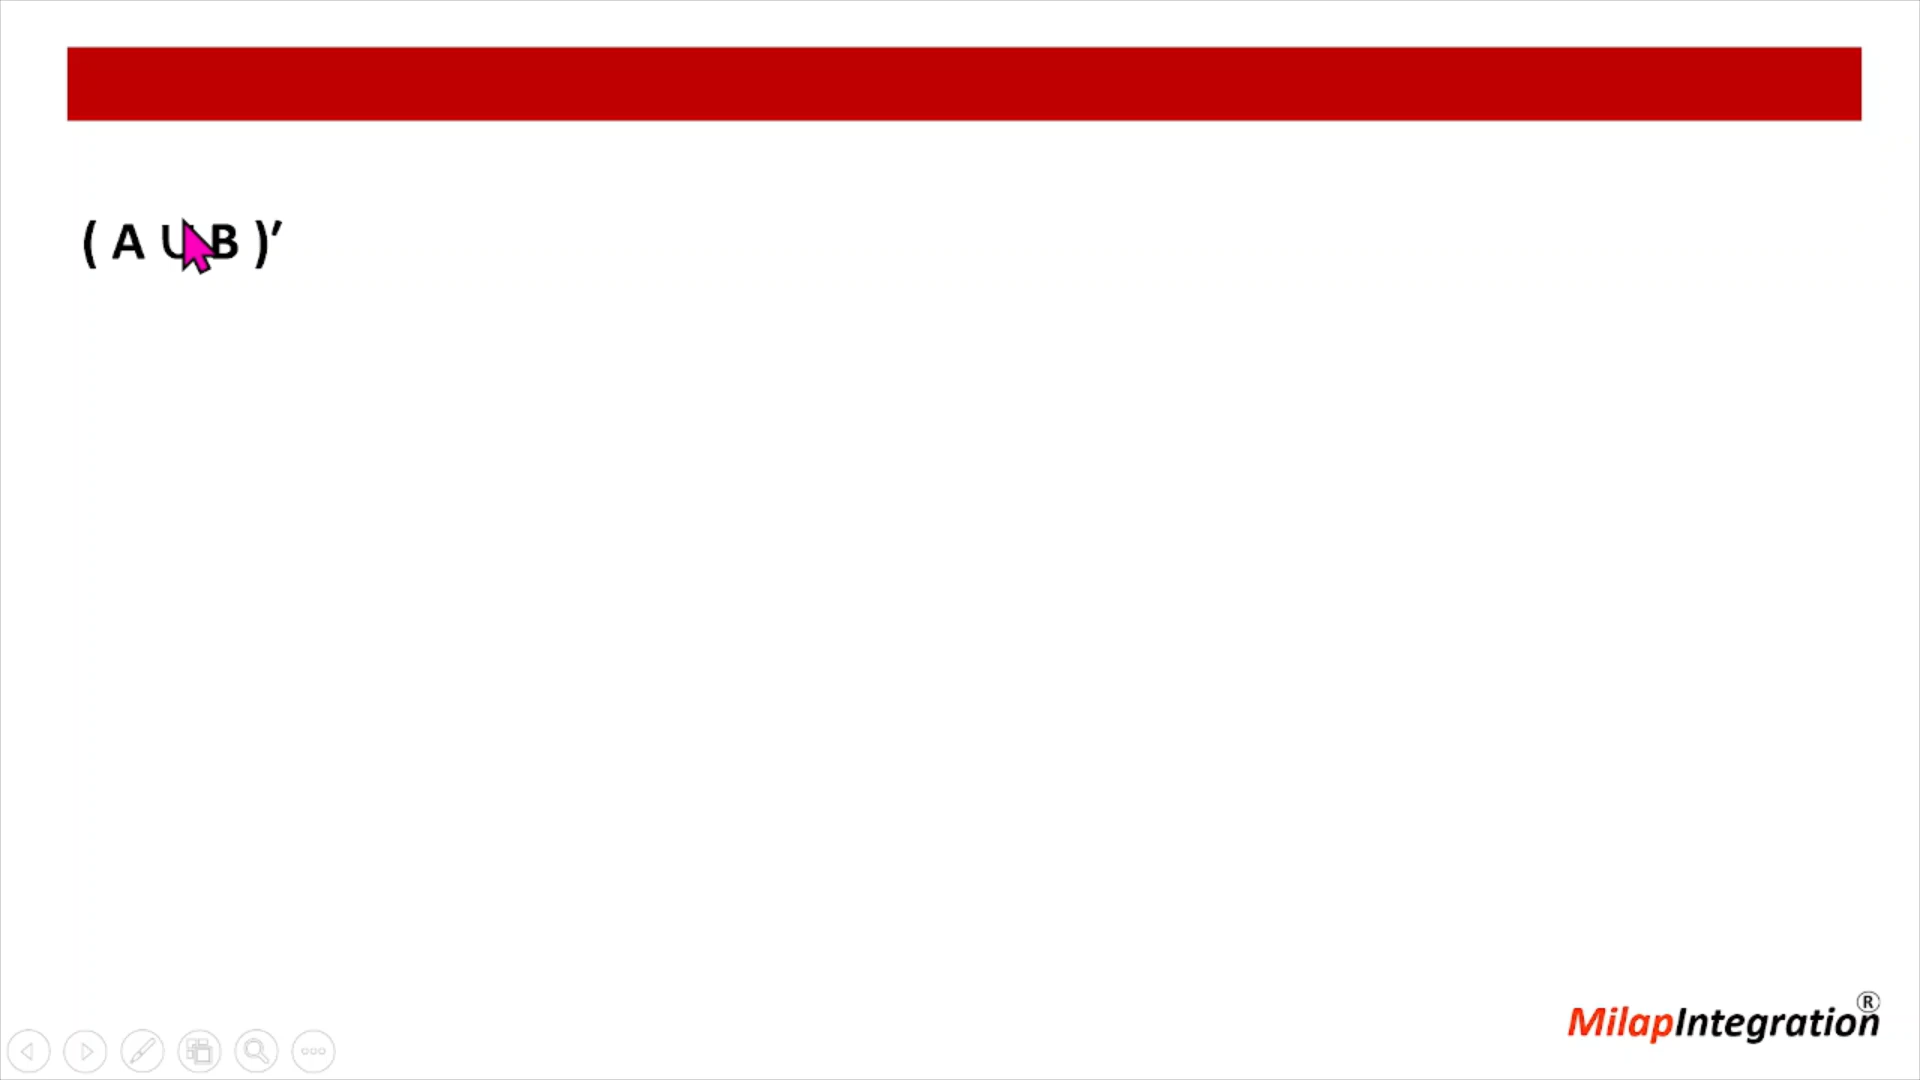 ( A U B )′
MilapIntegration®